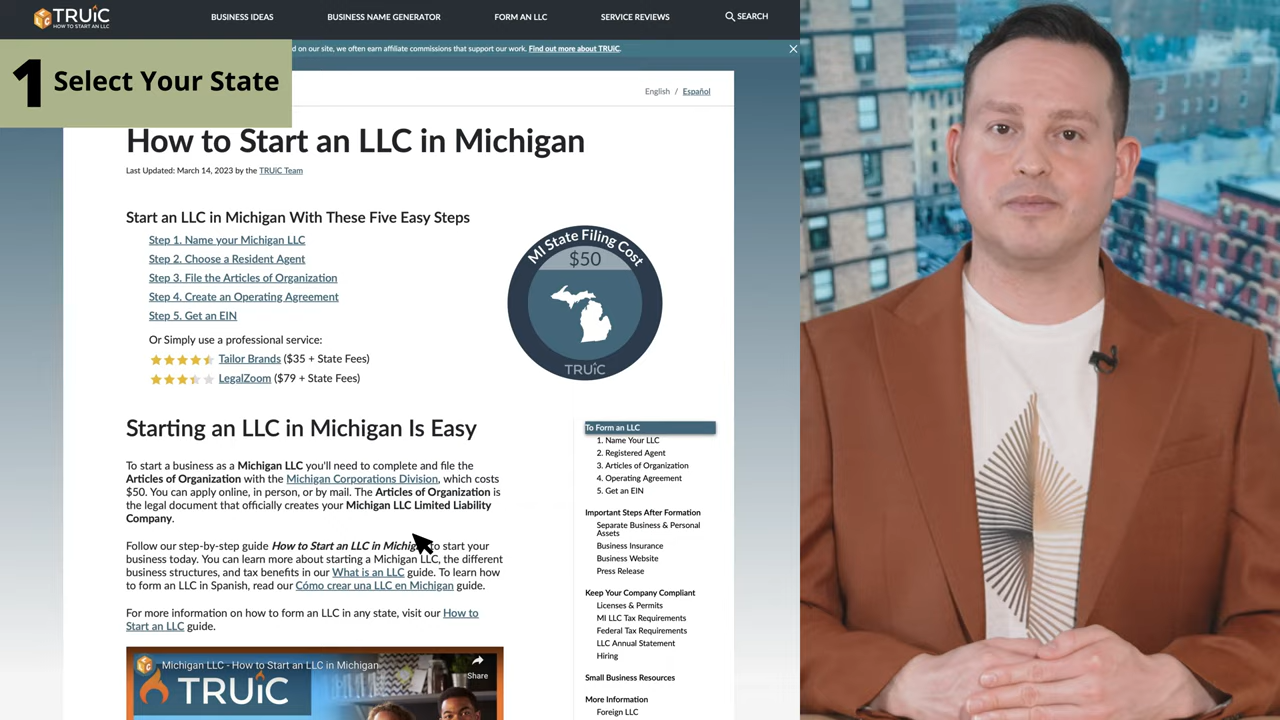 TRUiC
HOW TO START AN LLC
BUSINESS IDEAS
BUSINESS NAME GENERATOR
FORM AN LLC
SERVICE REVIEWS
SEARCH
d on our site, we often earn affiliate commissions that support our work. Find out more about TRUiC.
1 Select Your State
English / Español
How to Start an LLC in Michigan
Last Updated: March 14, 2023 by the TRUiC Team
Start an LLC in Michigan With These Five Easy Steps
Step 1. Name your Michigan LLC
Step 2. Choose a Resident Agent
Step 3. File the Articles of Organization
Step 4. Create an Operating Agreement
Step 5. Get an EIN
Or Simply use a professional service:
Tailor Brands ($35 + State Fees)
LegalZoom ($79 + State Fees)
MI State Filing Cost
$50
TRUiC
Starting an LLC in Michigan Is Easy
To start a business as a Michigan LLC you'll need to complete and file the
Articles of Organization with the Michigan Corporations Division, which costs
$50. You can apply online, in person, or by mail. The Articles of Organization is
the legal document that officially creates your Michigan LLC Limited Liability
Company.
Follow our step-by-step guide How to Start an LLC in Michig to start your
business today. You can learn more about starting a Michigan LLC, the different
business structures, and tax benefits in our What is an LLC guide. To learn how
to form an LLC in Spanish, read our Cómo crear una LLC en Michigan guide.
For more information on how to form an LLC in any state, visit our How to
Start an LLC guide.
Michigan LLC - How to Start an LLC in Michigan
Share
TRUiC
To Form an LLC
1. Name Your LLC
2. Registered Agent
3. Articles of Organization
4. Operating Agreement
5. Get an EIN
Important Steps After Formation
Separate Business & Personal
Assets
Business Insurance
Business Website
Press Release
Keep Your Company Compliant
Licenses & Permits
MI LLC Tax Requirements
Federal Tax Requirements
LLC Annual Statement
Hiring
Small Business Resources
More Information
Foreign LLC